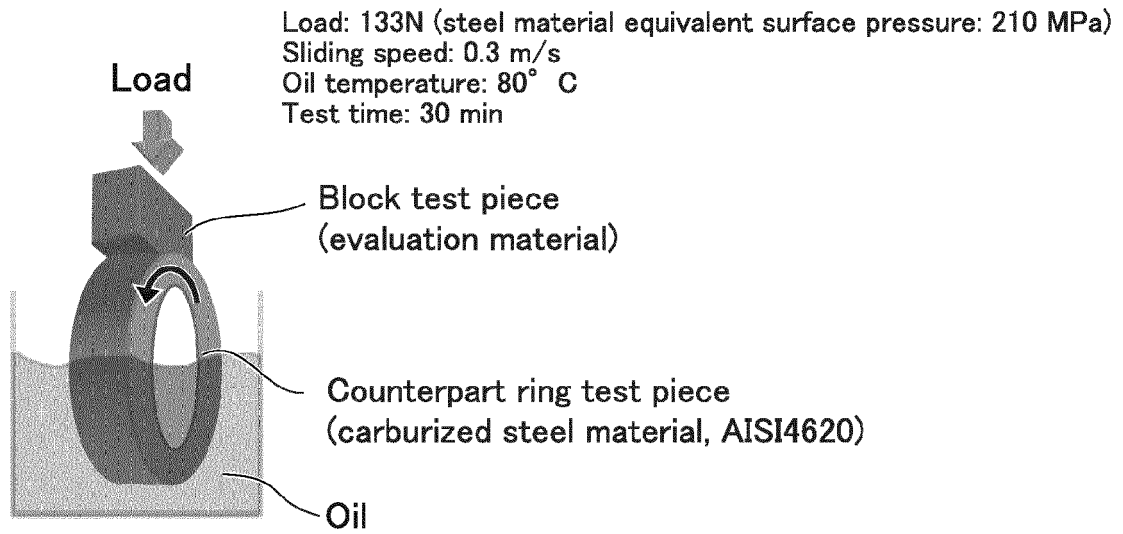 Load: 133N (steel material equivalent surface pressure: 210 MPa)
Sliding speed: 0.3 m/s
Oil temperature: 80° C
Test time: 30 min
Load
Block test piece
(evaluation material)
Counterpart ring test piece
(carburized steel material, AISI4620)
Oil